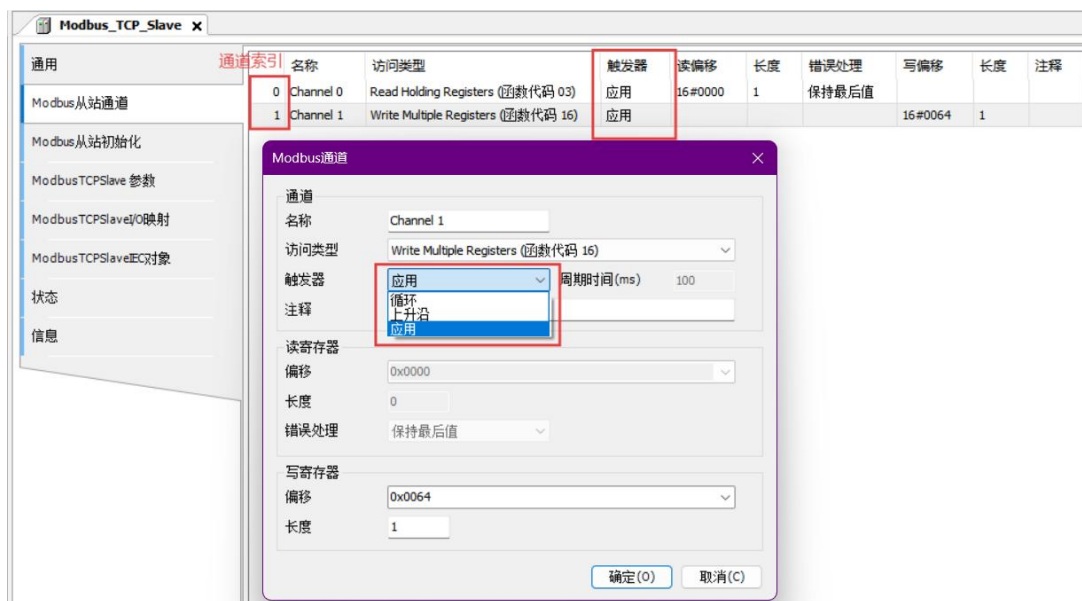 Modbus_TCP_Slave
通用
Modbus从站通道
Modbus从站初始化
ModbusTCPSlave 参数
ModbusTCPSlaveI/O映射
ModbusTCPSlaveIEC对象
状态
信息
通道索引 名称 访问类型 触发器 读偏移 长度 错误处理 写偏移 长度 注释
0 Channel 0 Read Holding Registers (函数代码 03) 应用 16#0000 1 保持最后值
1 Channel 1 Write Multiple Registers (函数代码 16) 应用 16#0064 1
Modbus通道
通道
名称 Channel 1
访问类型 Write Multiple Registers (函数代码 16)
触发器 应用 周期时间(ms) 100
循环
上升沿
应用
注释
读寄存器
偏移 0x0000
长度 0
错误处理 保持最后值
写寄存器
偏移 0x0064
长度 1
确定(O) 取消(C)